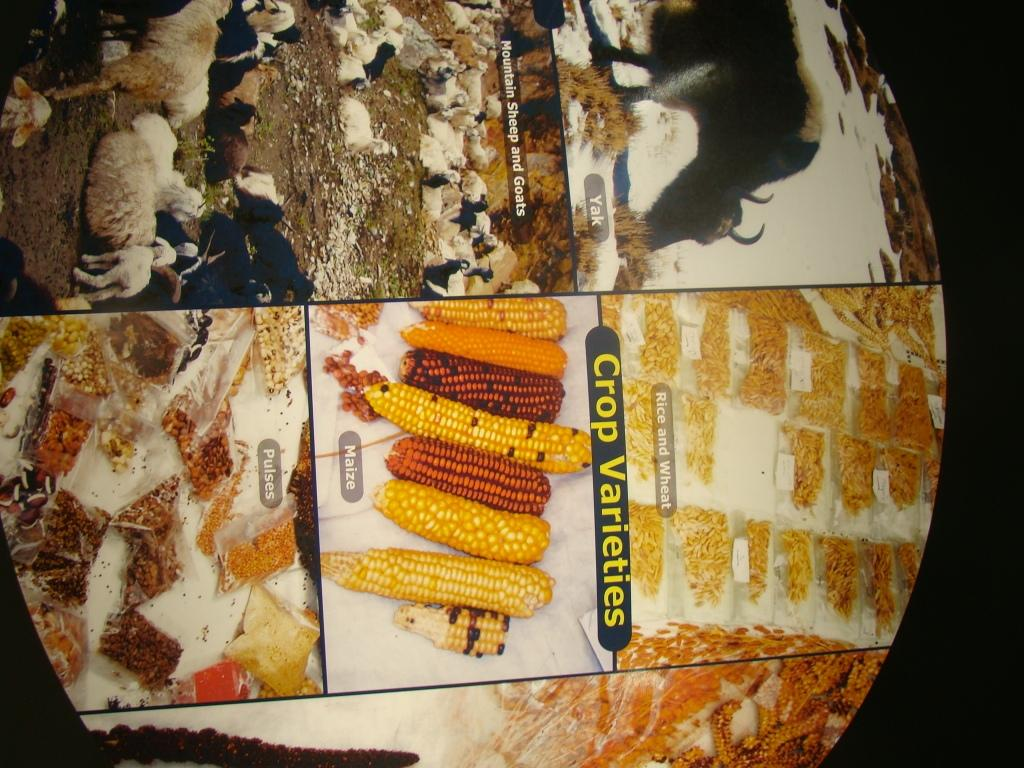 Yak
Mountain Sheep and Goats
Crop Varieties
Rice and Wheat
Maize
Pulses